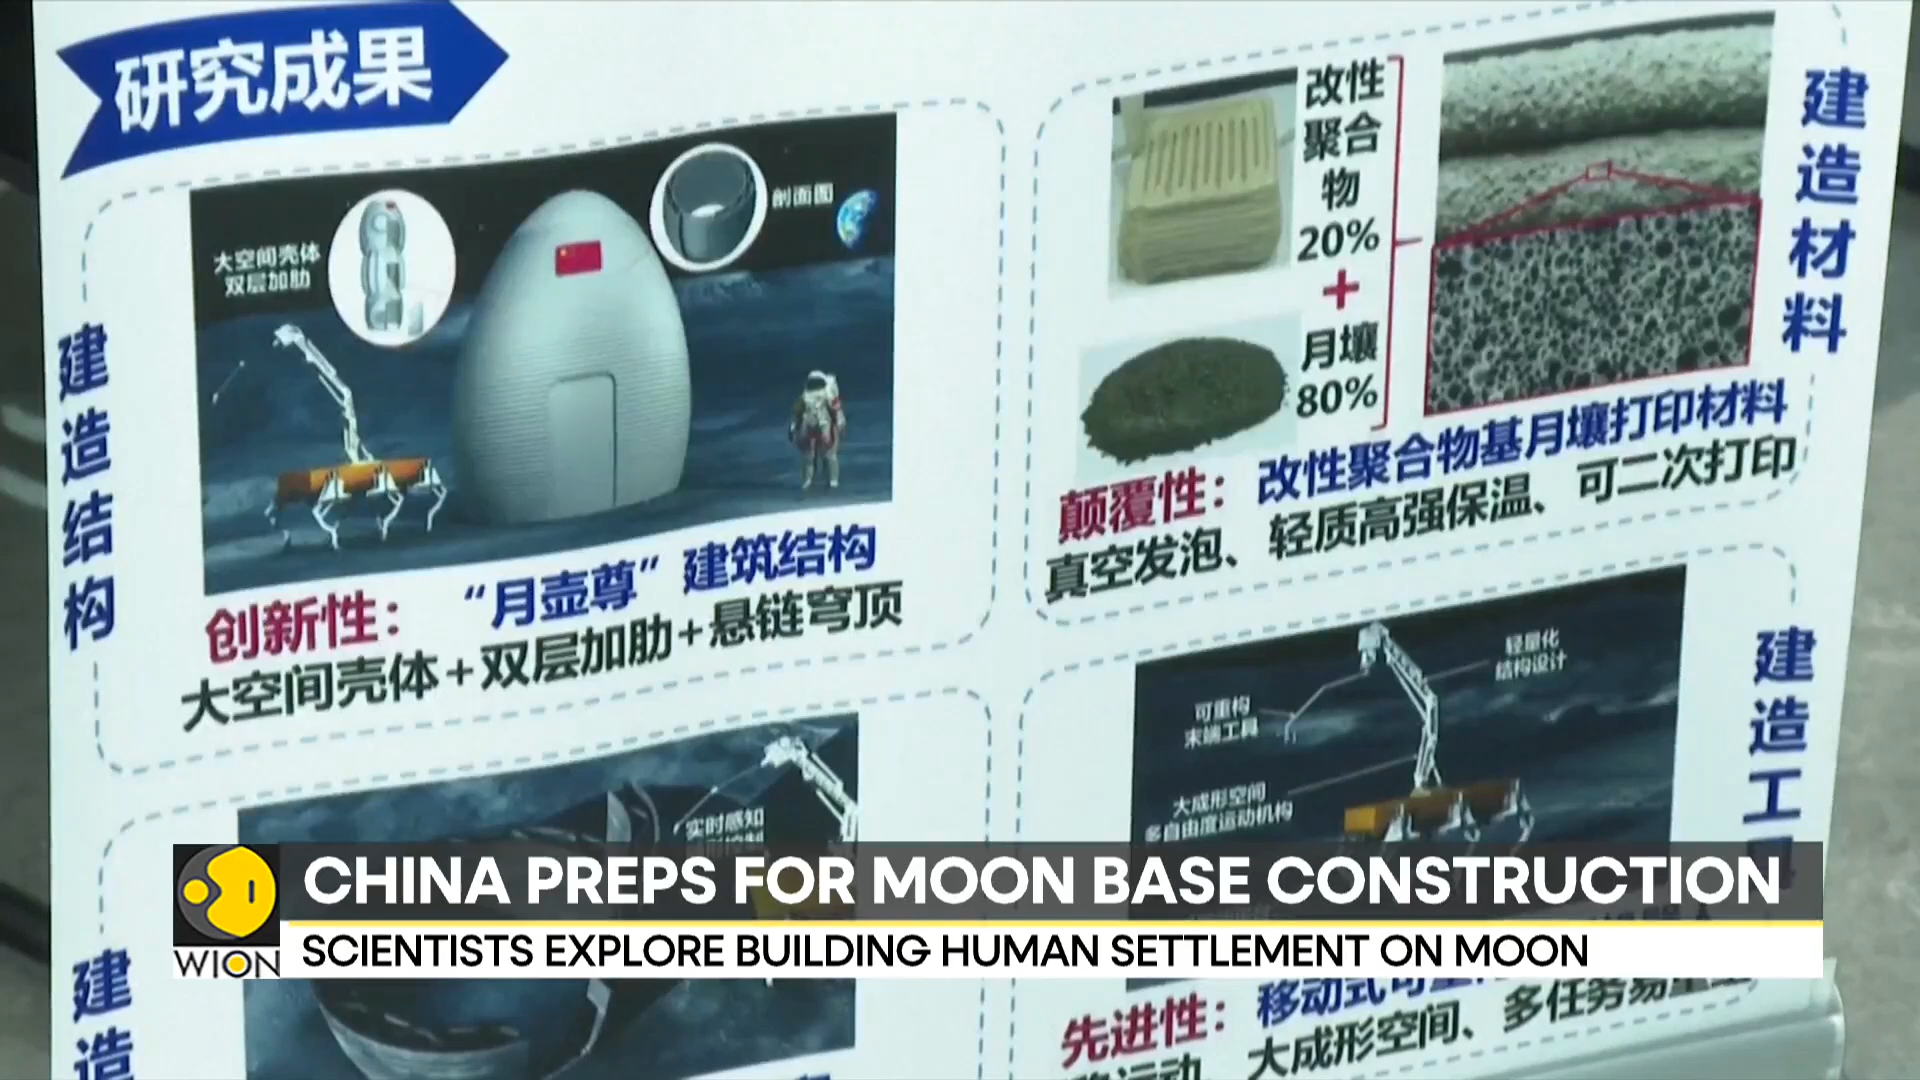 研究成果
建造结构
大空间壳体
双层加肋
剖面图
创新性：“月壶尊”建筑结构
大空间壳体+双层加肋+悬链穹顶
改性
聚合
物
20%
+
月壤
80%
建造材料
颠覆性：改性聚合物基月壤打印材料
真空发泡、轻质高强保温、可二次打印
建造
实时感知
建造工具
轻量化
结构设计
可重构
末端工具
大成形空间
多自由度运动机构
先进性：移动式可重
大成形空间、多任务易
CHINA PREPS FOR MOON BASE CONSTRUCTION
SCIENTISTS EXPLORE BUILDING HUMAN SETTLEMENT ON MOON
WION